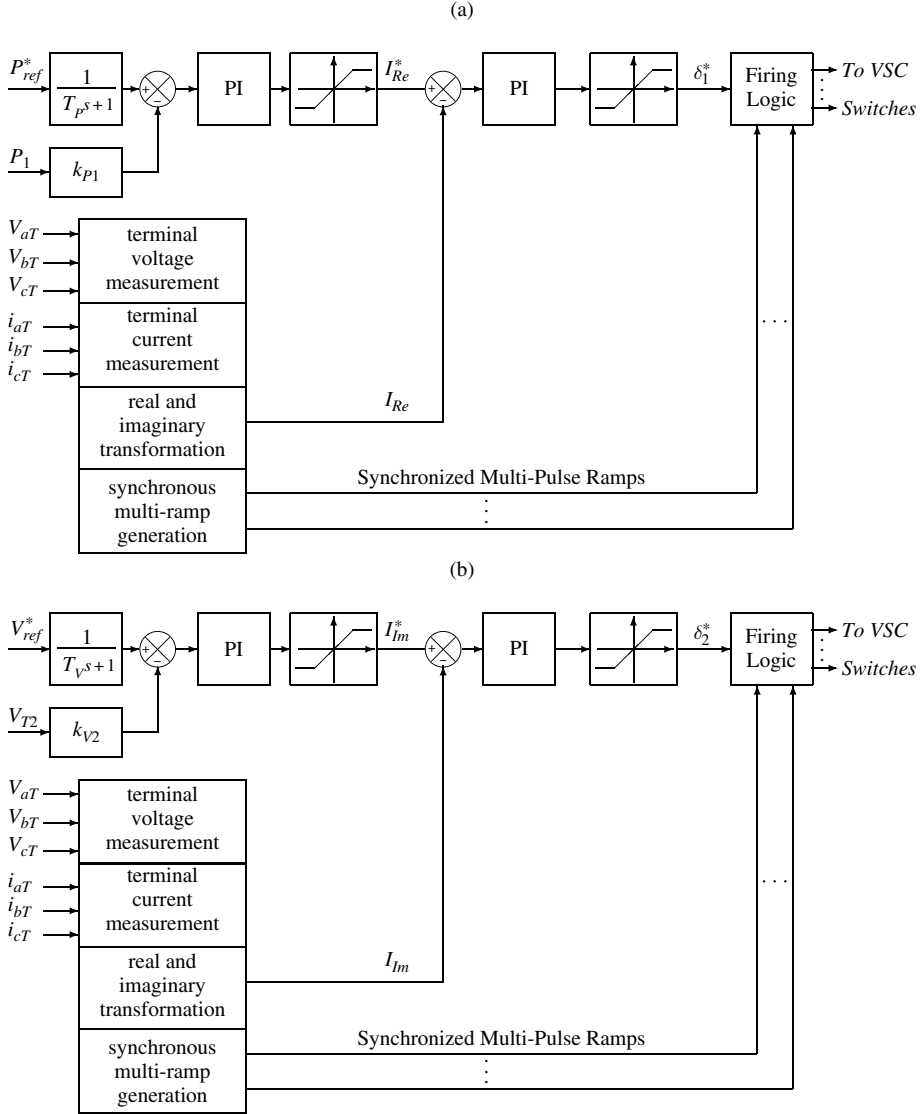 (a)
P*ref
1
TPs+1
+
−
PI
I*Re
+
−
PI
δ*1
Firing
Logic
To VSC
Switches
P1
kP1
VaT
VbT
VcT
terminal
voltage
measurement
iaT
ibT
icT
terminal
current
measurement
. . .
real and
imaginary
transformation
IRe
synchronous
multi-ramp
generation
Synchronized Multi-Pulse Ramps
(b)
V*ref
1
TVs+1
+
−
PI
I*Im
+
−
PI
δ*2
Firing
Logic
To VSC
Switches
VT2
kV2
VaT
VbT
VcT
terminal
voltage
measurement
iaT
ibT
icT
terminal
current
measurement
. . .
real and
imaginary
transformation
IIm
synchronous
multi-ramp
generation
Synchronized Multi-Pulse Ramps